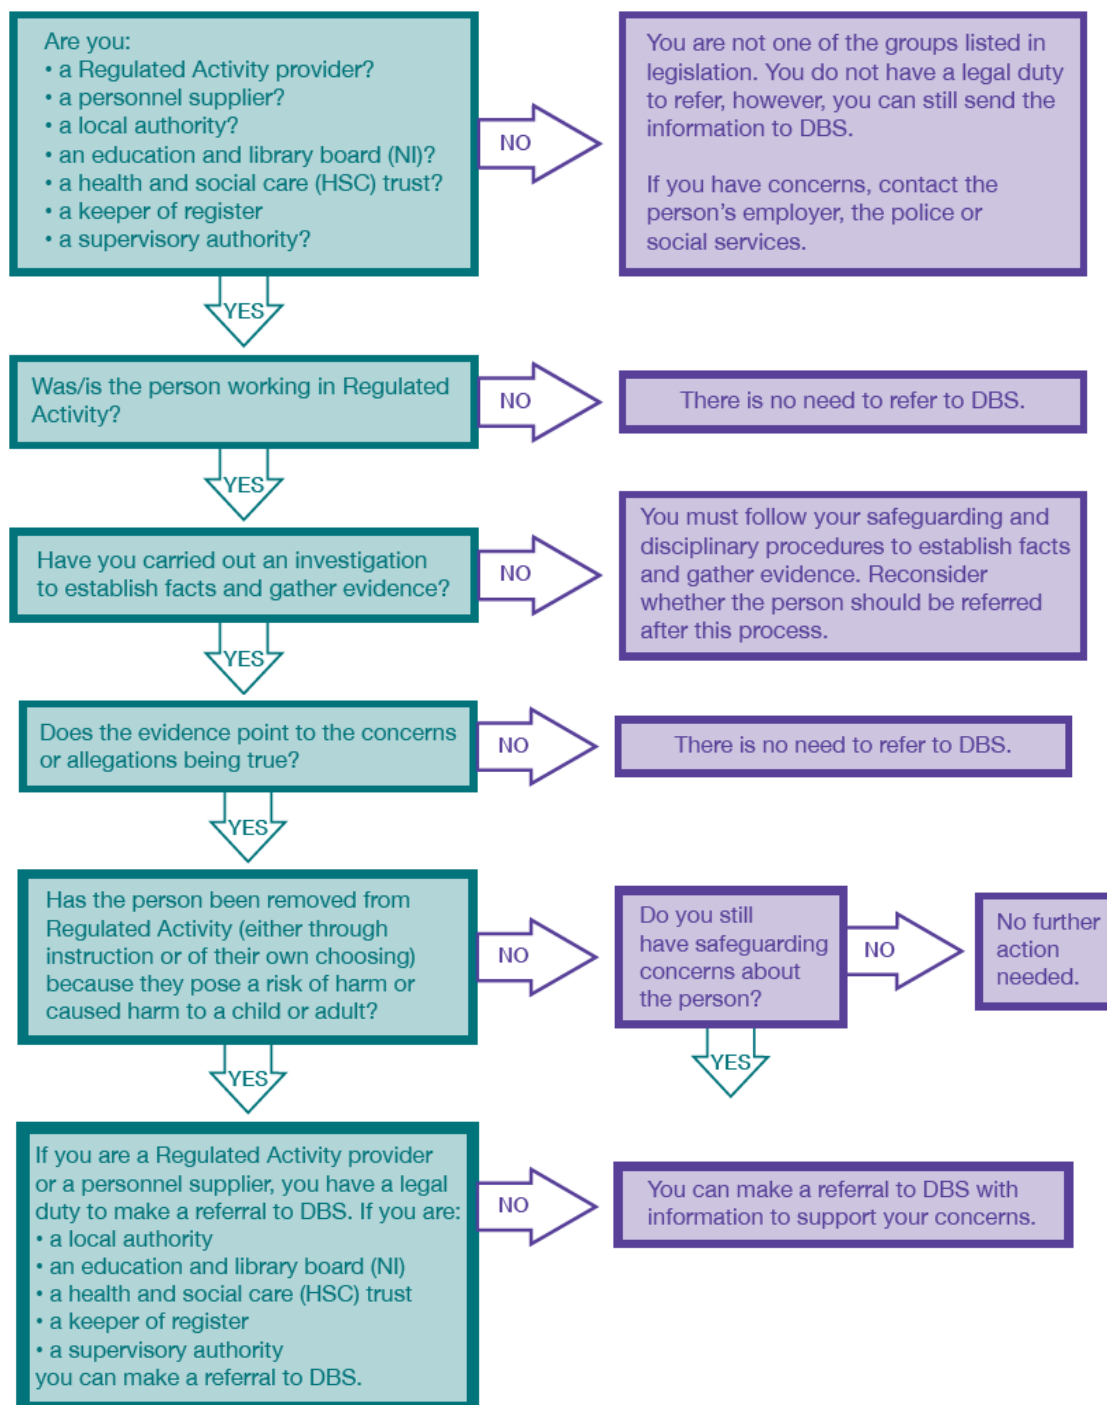 Are you:
• a Regulated Activity provider?
• a personnel supplier?
• a local authority?
• an education and library board (NI)?
• a health and social care (HSC) trust?
• a keeper of register
• a supervisory authority?
NO
You are not one of the groups listed in
legislation. You do not have a legal duty
to refer, however, you can still send the
information to DBS.
If you have concerns, contact the
person's employer, the police or
social services.
YES
Was/is the person working in Regulated
Activity?
NO
There is no need to refer to DBS.
YES
Have you carried out an investigation
to establish facts and gather evidence?
NO
You must follow your safeguarding and
disciplinary procedures to establish facts
and gather evidence. Reconsider
whether the person should be referred
after this process.
YES
Does the evidence point to the concerns
or allegations being true?
NO
There is no need to refer to DBS.
YES
Has the person been removed from
Regulated Activity (either through
instruction or of their own choosing)
because they pose a risk of harm or
caused harm to a child or adult?
NO
Do you still
have safeguarding
concerns about
the person?
NO
No further
action
needed.
YES
YES
If you are a Regulated Activity provider
or a personnel supplier, you have a legal
duty to make a referral to DBS. If you are:
• a local authority
• an education and library board (NI)
• a health and social care (HSC) trust
• a keeper of register
• a supervisory authority
you can make a referral to DBS.
NO
You can make a referral to DBS with
information to support your concerns.